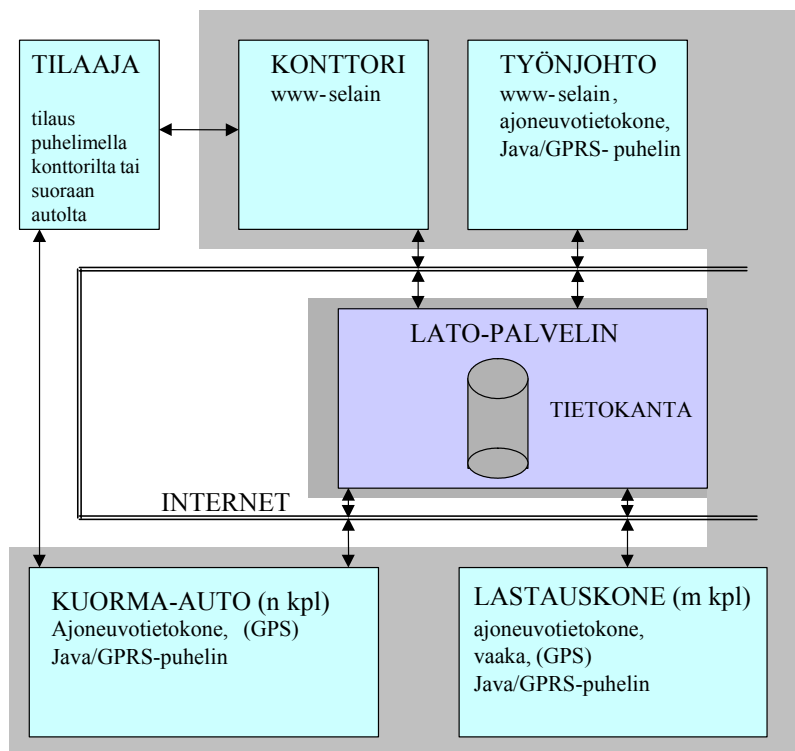 TILAAJA
tilaus
puhelimella
konttorilta tai
suoraan
autolta
KONTTORI
www-selain
TYÖNJOHTO
www-selain,
ajoneuvotietokone,
Java/GPRS- puhelin
LATO-PALVELIN
TIETOKANTA
INTERNET
KUORMA-AUTO (n kpl)
Ajoneuvotietokone, (GPS)
Java/GPRS-puhelin
LASTAUSKONE (m kpl)
ajoneuvotietokone,
vaaka, (GPS)
Java/GPRS-puhelin